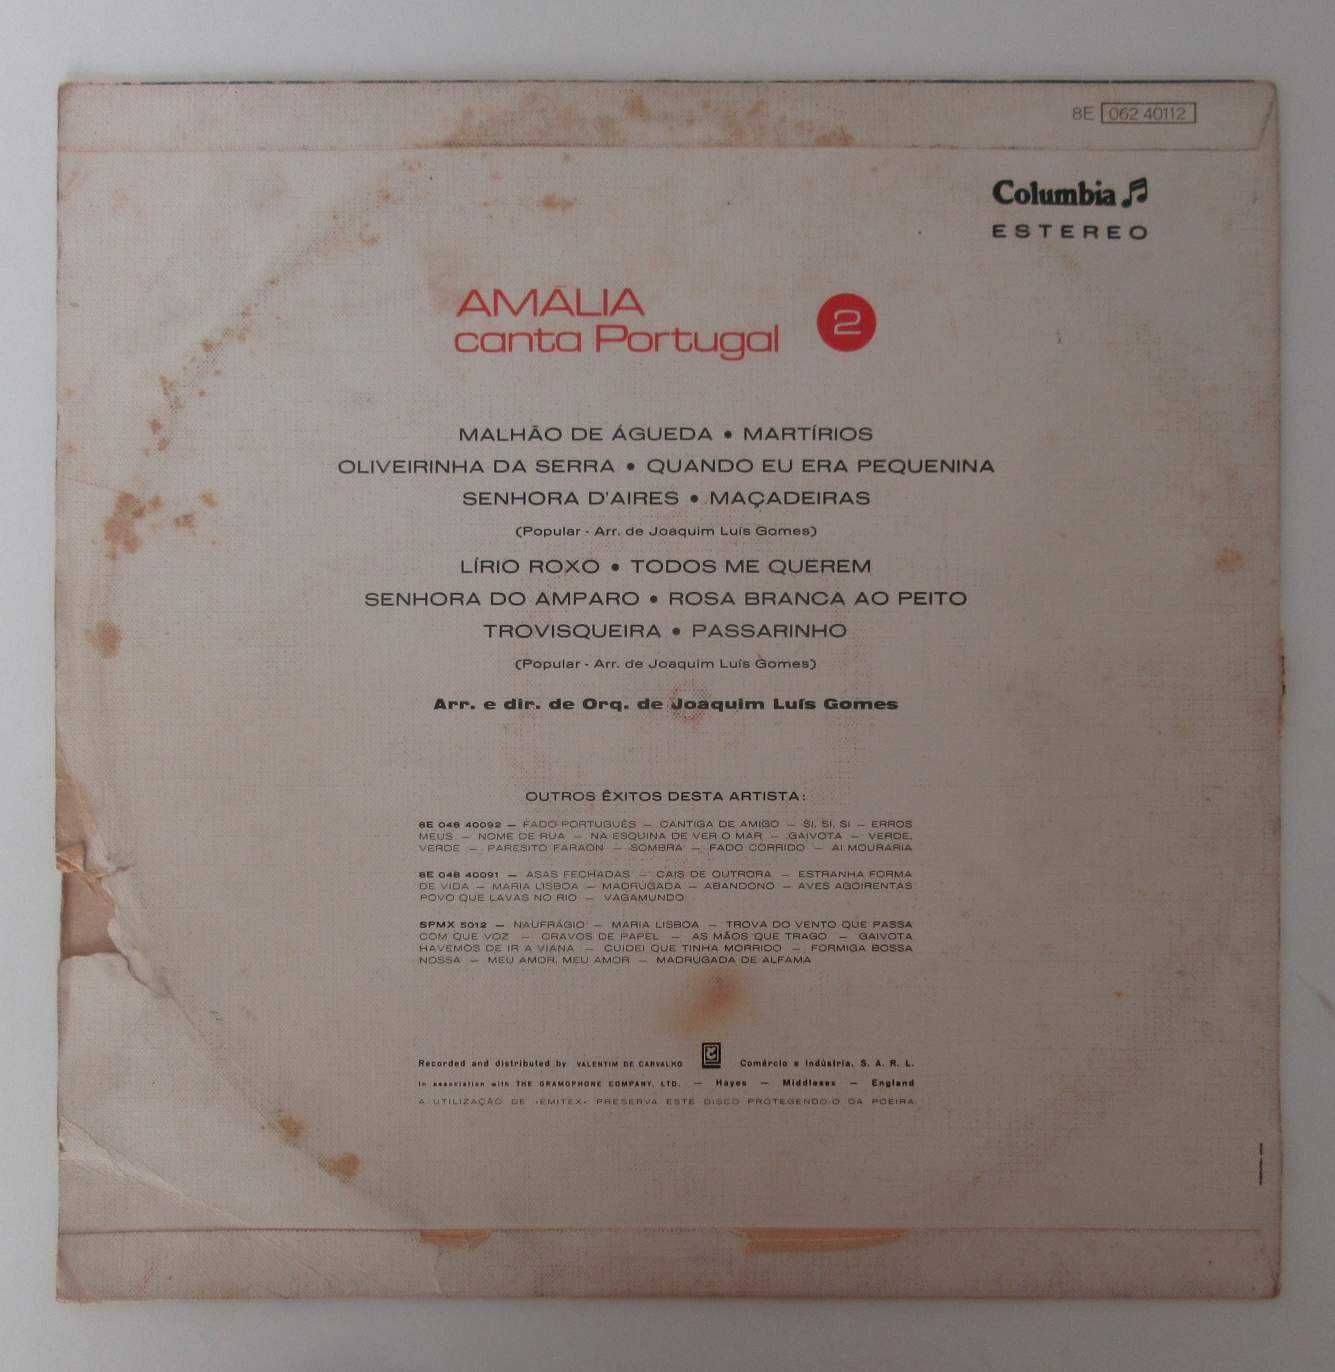 8E 062 40112
Columbia
ESTEREO
AMÁLIA
canta Portugal 2
MALHÃO DE ÁGUEDA • MARTÍRIOS
OLIVEIRINHA DA SERRA • QUANDO EU ERA PEQUENINA
SENHORA D'AIRES • MAÇADEIRAS
(Popular - Arr. de Joaquim Luís Gomes)
LÍRIO ROXO • TODOS ME QUEREM
SENHORA DO AMPARO • ROSA BRANCA AO PEITO
TROVISQUEIRA • PASSARINHO
(Popular - Arr. de Joaquim Luís Gomes)
Arr. e dir. de Orq. de Joaquim Luís Gomes
OUTROS ÊXITOS DESTA ARTISTA:
8E 048 40092 — FADO PORTUGUÊS — CANTIGA DE AMIGO — SI, SI, SI — ERROS
MEUS — NOME DE RUA — NA ESQUINA DE VER O MAR — GAIVOTA — VERDE,
VERDE — PARESITO FARAON — SOMBRA — FADO CORRIDO — AI MOURARIA
8E 048 40091 — ASAS FECHADAS — CAIS DE OUTRORA — ESTRANHA FORMA
DE VIDA — MARIA LISBOA — MADRUGADA — ABANDONO — AVES AGOIRENTAS
POVO QUE LAVAS NO RIO — VAGAMUNDO
SPMX 5012 — NAUFRÁGIO — MARIA LISBOA — TROVA DO VENTO QUE PASSA
COM QUE VOZ — CRAVOS DE PAPEL — AS MÃOS QUE TRAGO — GAIVOTA
HAVEMOS DE IR A VIANA — CUIDEI QUE TINHA MORRIDO — FORMIGA BOSSA
NOSSA — MEU AMOR, MEU AMOR — MADRUGADA DE ALFAMA
Recorded and distributed by VALENTIM DE CARVALHO Comércio e Indústria, S. A. R. L.
In association with THE GRAMOPHONE COMPANY, LTD. — Hayes — Middlesex — England
A UTILIZAÇÃO DE «EMITEX» PRESERVA ESTE DISCO PROTEGENDO-O DA POEIRA